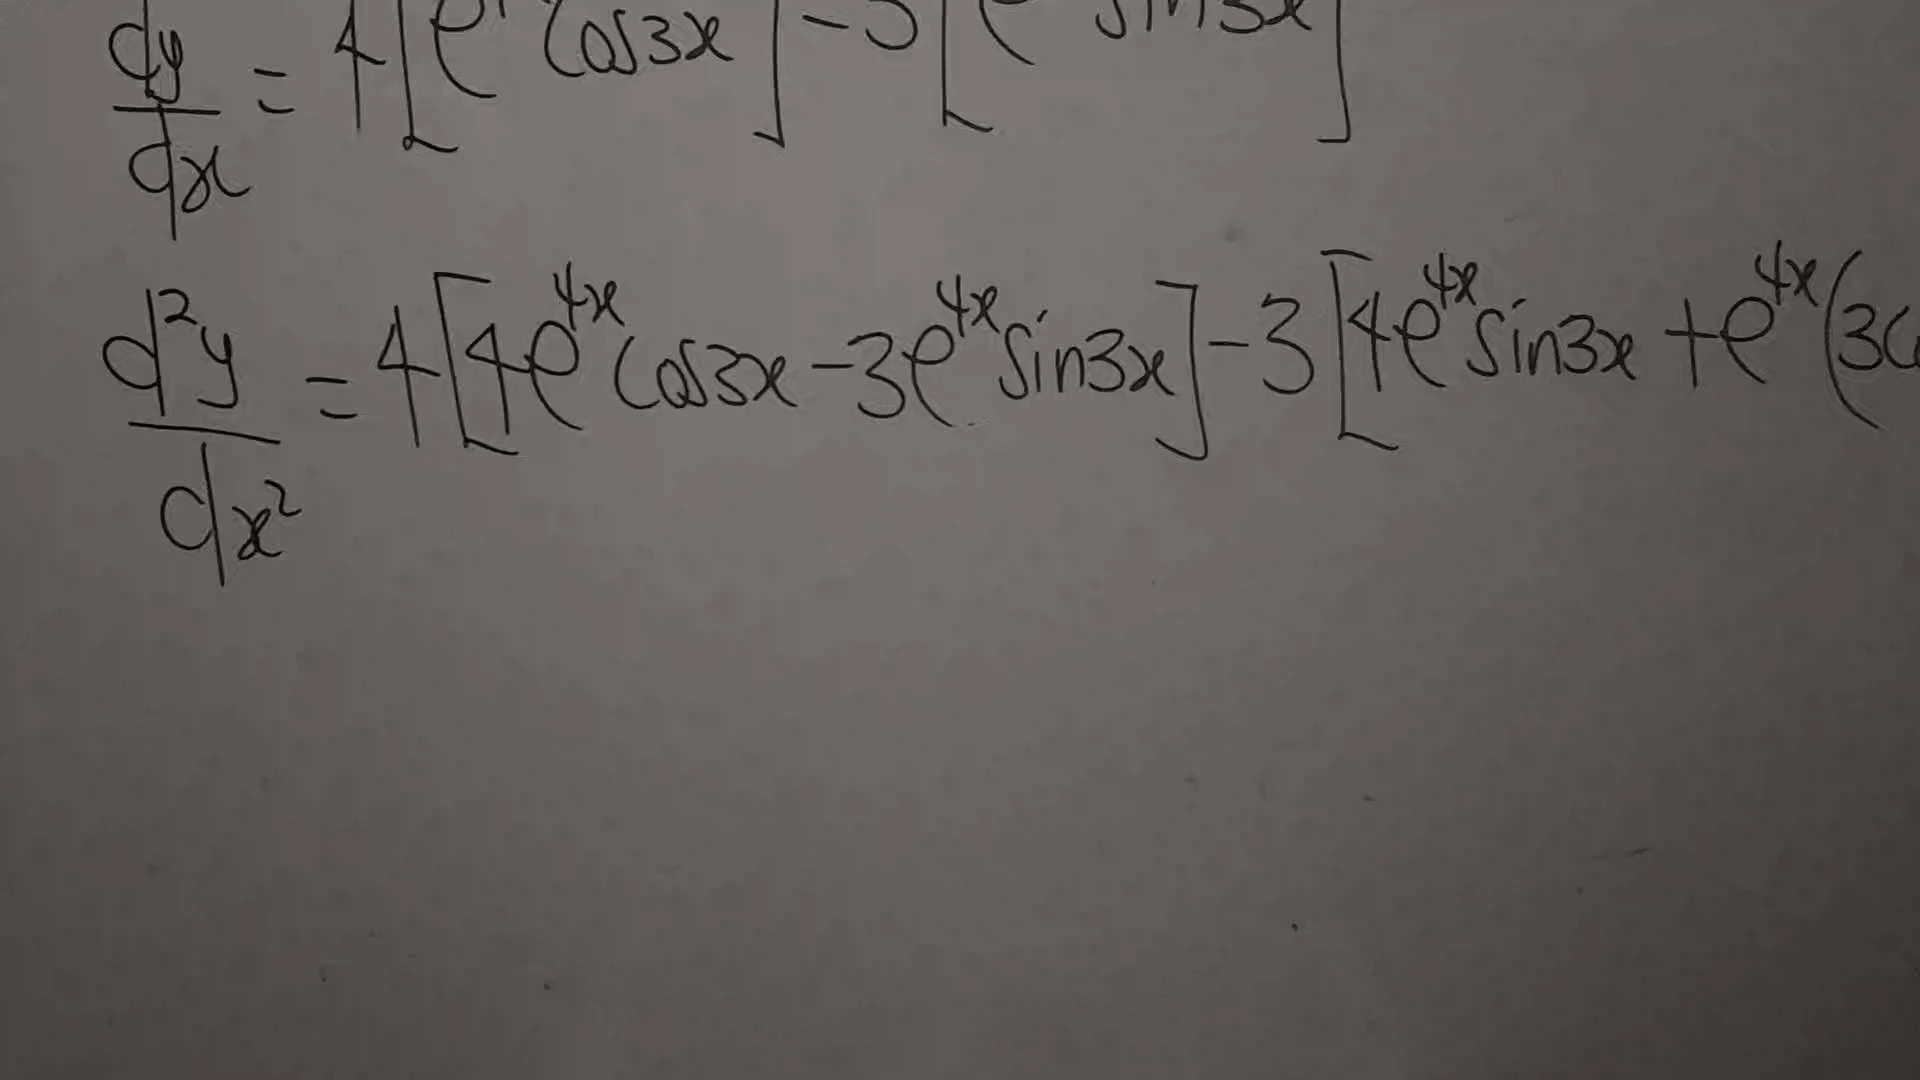 dy/dx = 4[e cos3x] - 3[e sin3x]
d²y/dx² = 4[4e^4x cos3x - 3e^4x sin3x] - 3[4e^4x sin3x + e^4x(3c